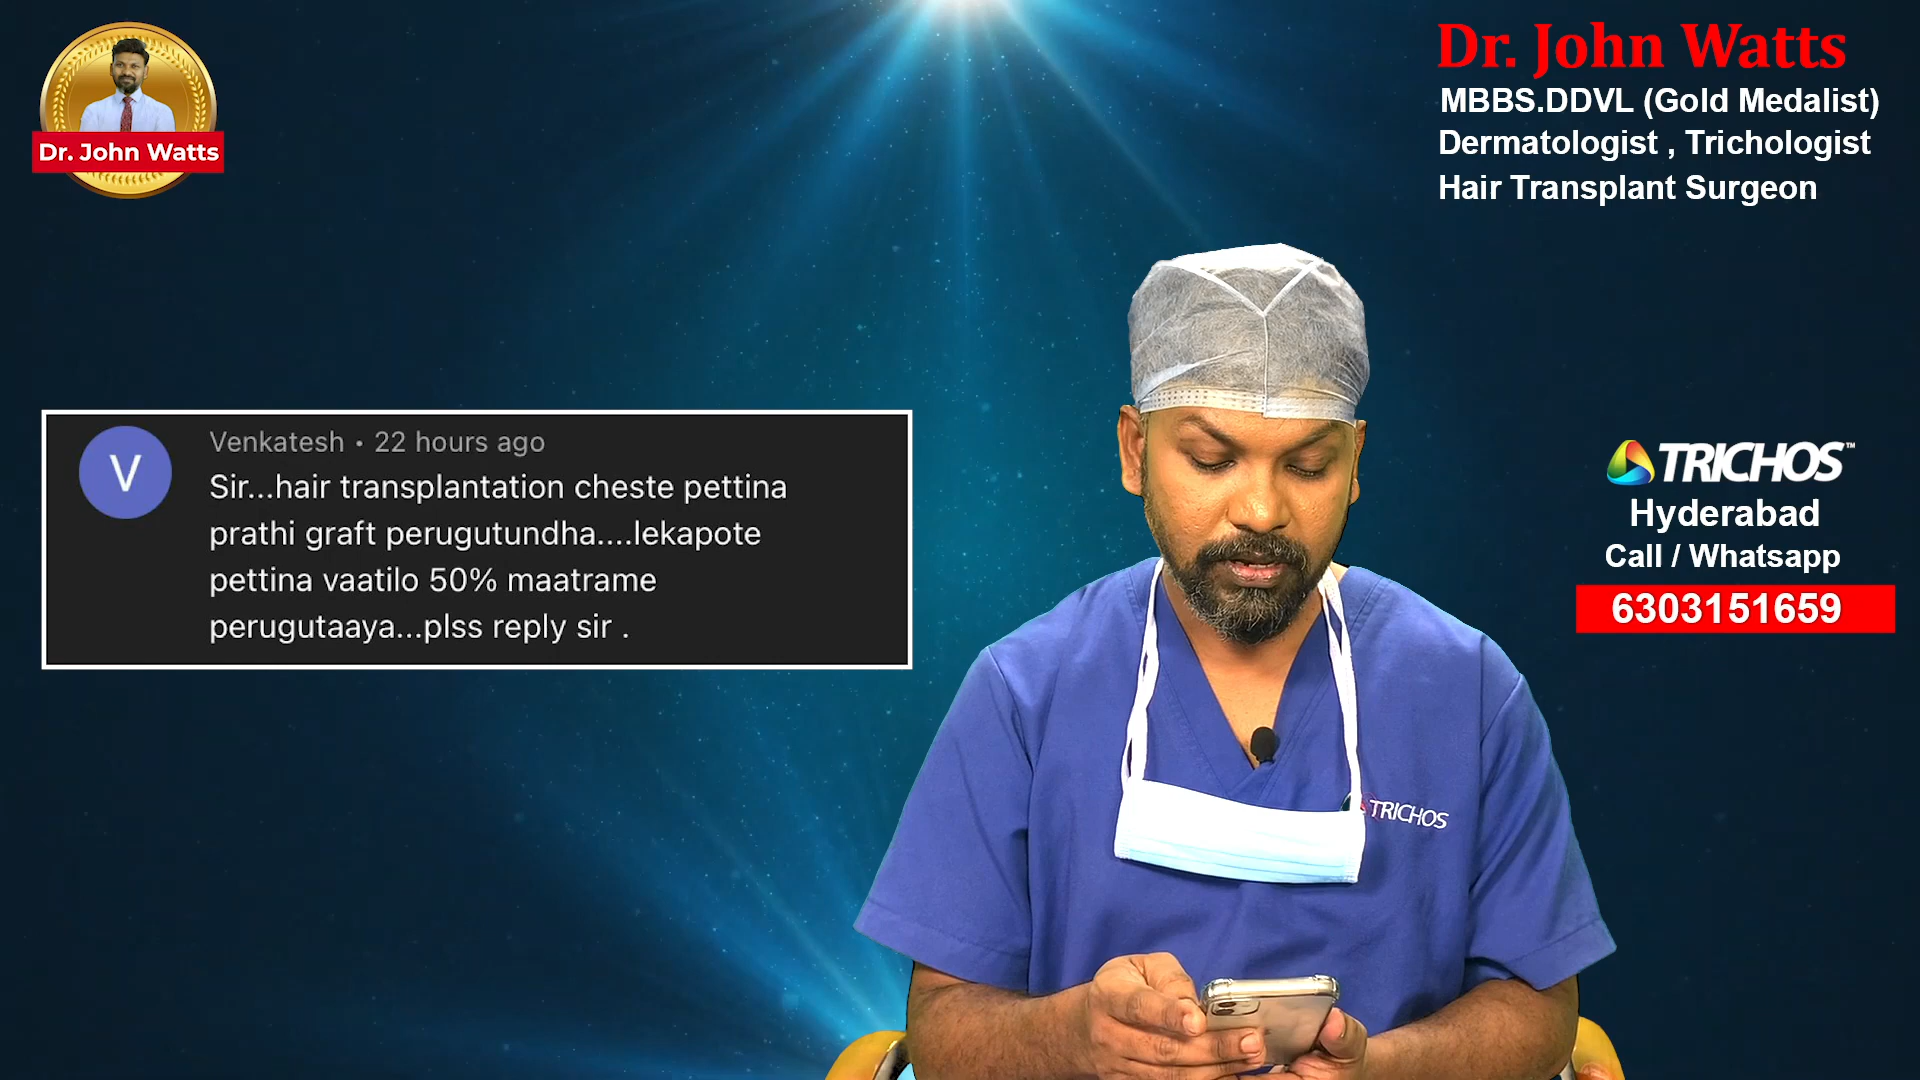 Dr. John Watts
Dr. John Watts
MBBS.DDVL (Gold Medalist)
Dermatologist , Trichologist
Hair Transplant Surgeon
V
Venkatesh • 22 hours ago
Sir...hair transplantation cheste pettina
prathi graft perugutundha....lekapote
pettina vaatilo 50% maatrame
perugutaaya...plss reply sir .
TRICHOS™
Hyderabad
Call / Whatsapp
6303151659
TRICHOS